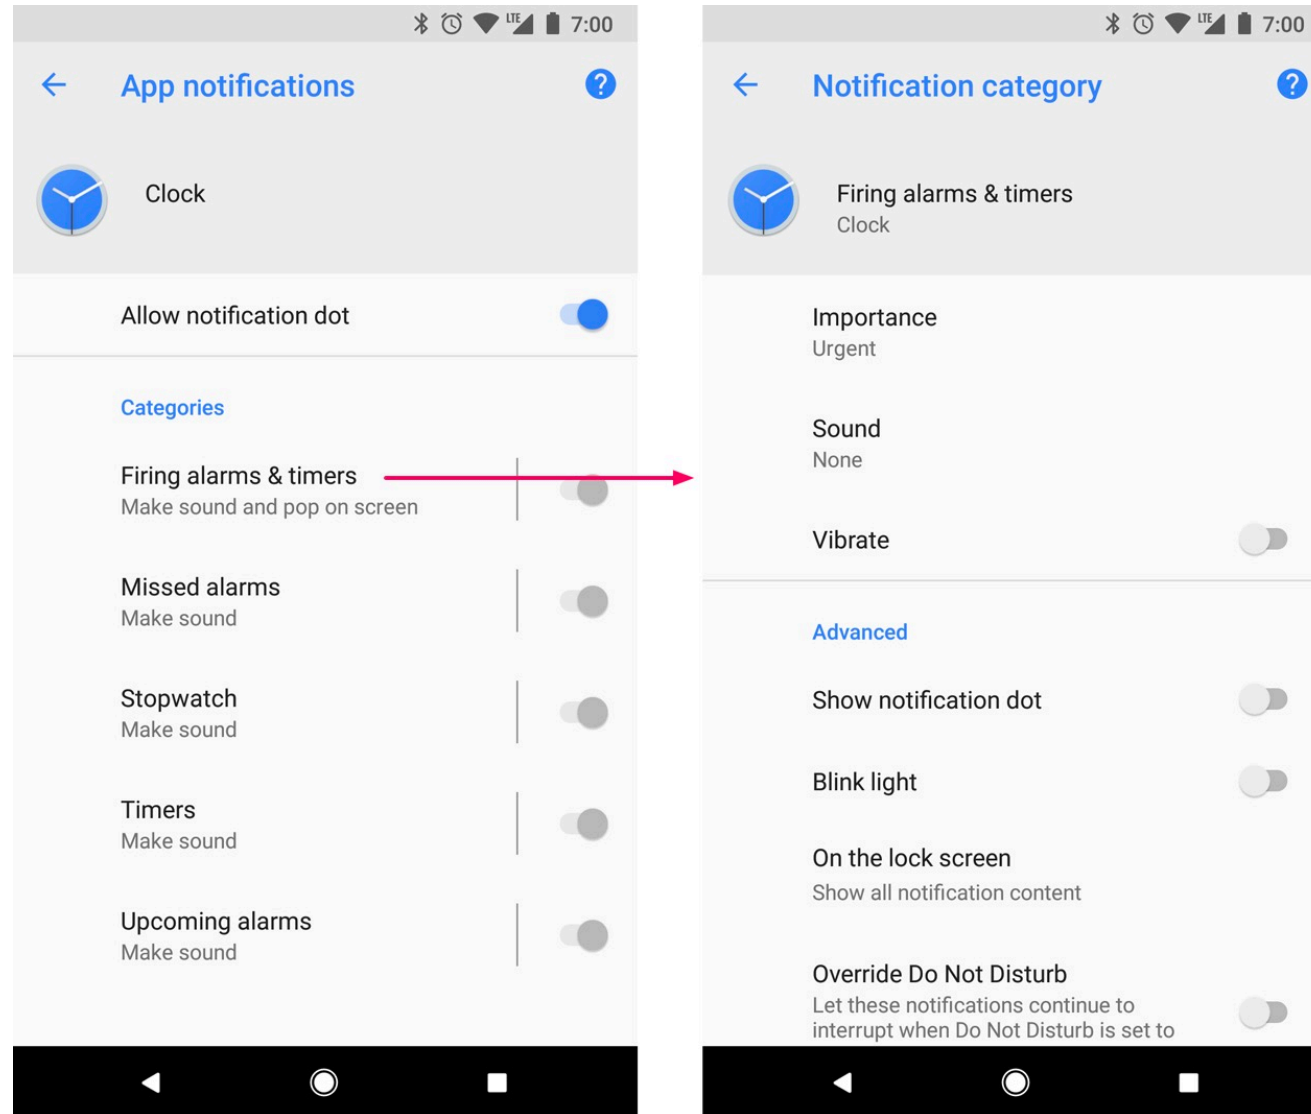 LTE 7:00
App notifications ?
Clock
Allow notification dot
Categories
Firing alarms & timers
Make sound and pop on screen
Missed alarms
Make sound
Stopwatch
Make sound
Timers
Make sound
Upcoming alarms
Make sound
LTE 7:00
Notification category ?
Firing alarms & timers
Clock
Importance
Urgent
Sound
None
Vibrate
Advanced
Show notification dot
Blink light
On the lock screen
Show all notification content
Override Do Not Disturb
Let these notifications continue to
interrupt when Do Not Disturb is set to